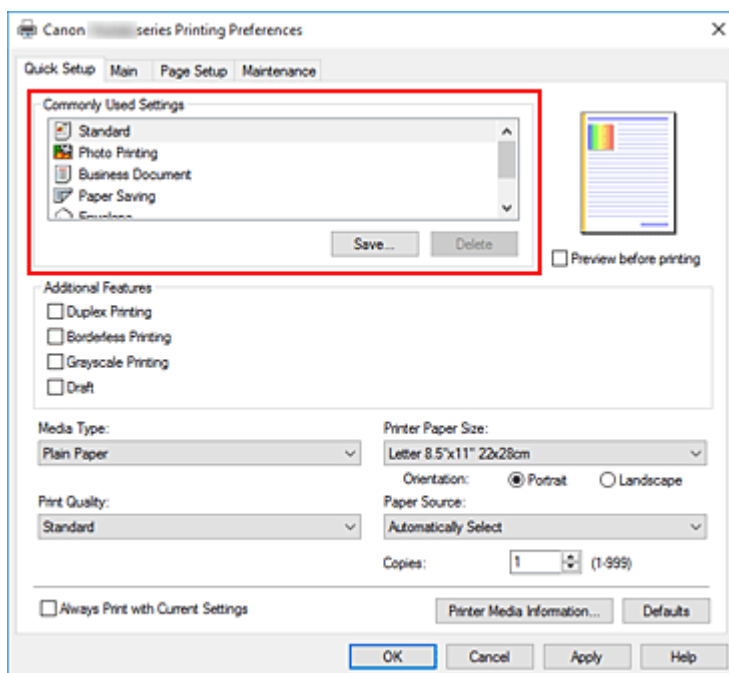 Canon series Printing Preferences
Quick Setup Main Page Setup Maintenance
Commonly Used Settings
Standard
Photo Printing
Business Document
Paper Saving
Save... Delete
Preview before printing
Additional Features
Duplex Printing
Borderless Printing
Grayscale Printing
Draft
Media Type: Printer Paper Size:
Plain Paper Letter 8.5"x11" 22x28cm
Orientation: Portrait Landscape
Print Quality: Paper Source:
Standard Automatically Select
Copies: 1 (1-999)
Always Print with Current Settings Printer Media Information... Defaults
OK Cancel Apply Help